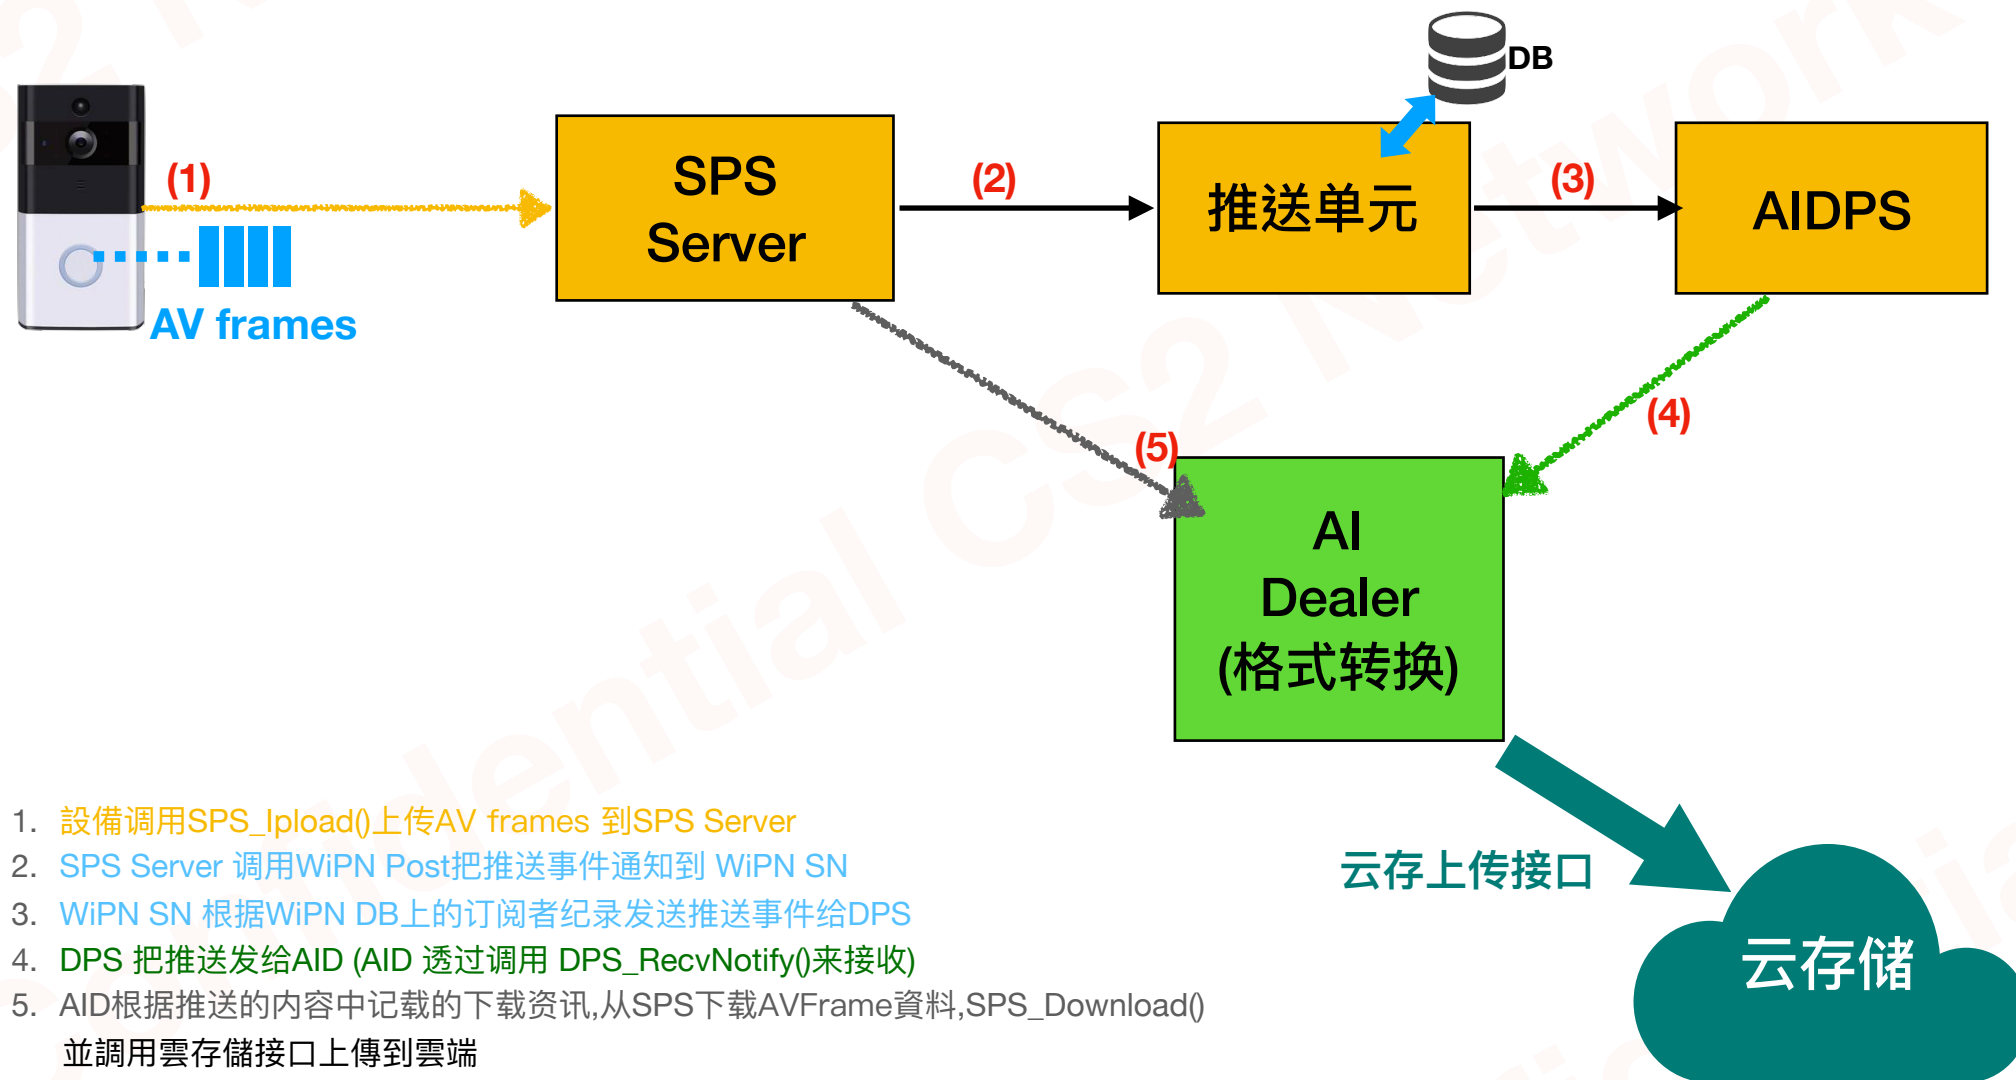 DB
(1)
SPS
Server
(2)
推送单元
(3)
AIDPS
AV frames
(4)
(5)
AI
Dealer
(格式转换)
1. 設備调用SPS_Ipload()上传AV frames 到SPS Server
2. SPS Server 调用WiPN Post把推送事件通知到 WiPN SN
3. WiPN SN 根据WiPN DB上的订阅者纪录发送推送事件给DPS
4. DPS 把推送发给AID (AID 透过调用 DPS_RecvNotify()来接收)
5. AID根据推送的内容中记载的下载资讯,从SPS下载AVFrame資料,SPS_Download()
並調用雲存儲接口上傳到雲端
云存上传接口
云存储
Confidential CS2 Network